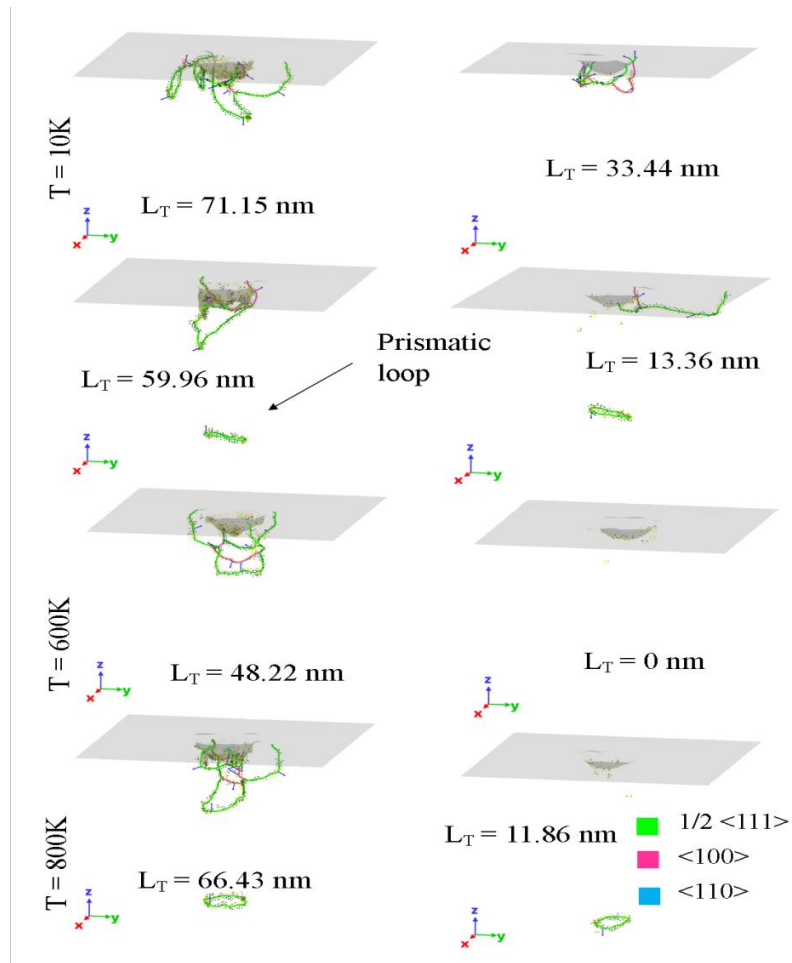 T = 10K
L_T = 71.15 nm
L_T = 33.44 nm
z
x
y
z
x
y
Prismatic
loop
L_T = 59.96 nm
L_T = 13.36 nm
z
x
y
z
x
y
T = 600K
L_T = 48.22 nm
L_T = 0 nm
z
x
y
z
x
y
T = 800K
L_T = 66.43 nm
L_T = 11.86 nm
1/2 <111>
<100>
<110>
z
x
y
z
x
y